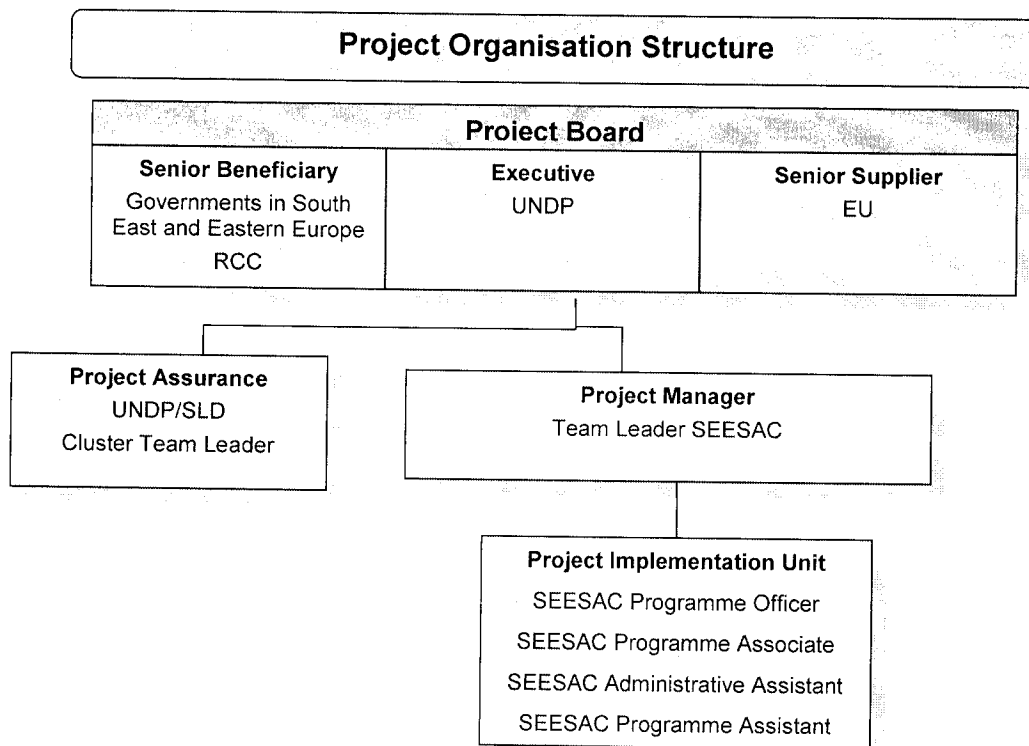 Project Organisation Structure
Project Board
Senior Beneficiary
Governments in South
East and Eastern Europe
RCC
Executive
UNDP
Senior Supplier
EU
Project Assurance
UNDP/SLD
Cluster Team Leader
Project Manager
Team Leader SEESAC
Project Implementation Unit
SEESAC Programme Officer
SEESAC Programme Associate
SEESAC Administrative Assistant
SEESAC Programme Assistant